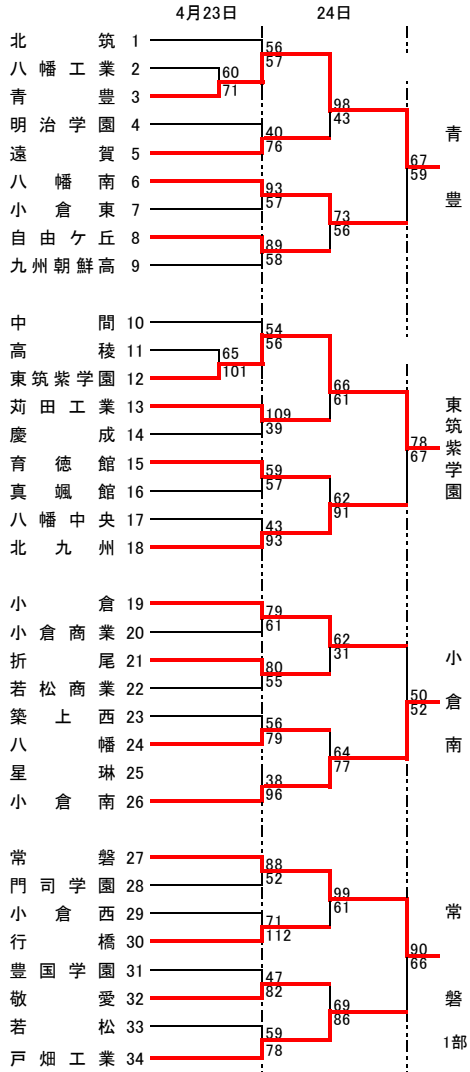 4月23日 24日
北筑 1
56
八幡工業 2
60
57
青豊 3
71
98
明治学園 4
40
43
遠賀 5
76
青豊
67
八幡南 6
93
59
小倉東 7
57
73
自由ケ丘 8
89
56
九州朝鮮高 9
58
中間 10
54
高稜 11
65
56
東筑紫学園 12
101
66
苅田工業 13
109
61
東筑紫学園
慶成 14
39
78
育徳館 15
59
67
真颯館 16
57
62
八幡中央 17
43
91
北九州 18
93
小倉 19
79
小倉商業 20
61
62
折尾 21
80
31
小倉南
若松商業 22
55
50
築上西 23
56
52
八幡 24
79
64
星琳 25
38
77
小倉南 26
96
常磐 27
88
門司学園 28
52
99
小倉西 29
71
61
常磐
行橋 30
112
90
豊国学園 31
47
66
敬愛 32
82
69
若松 33
59
86
1部
戸畑工業 34
78